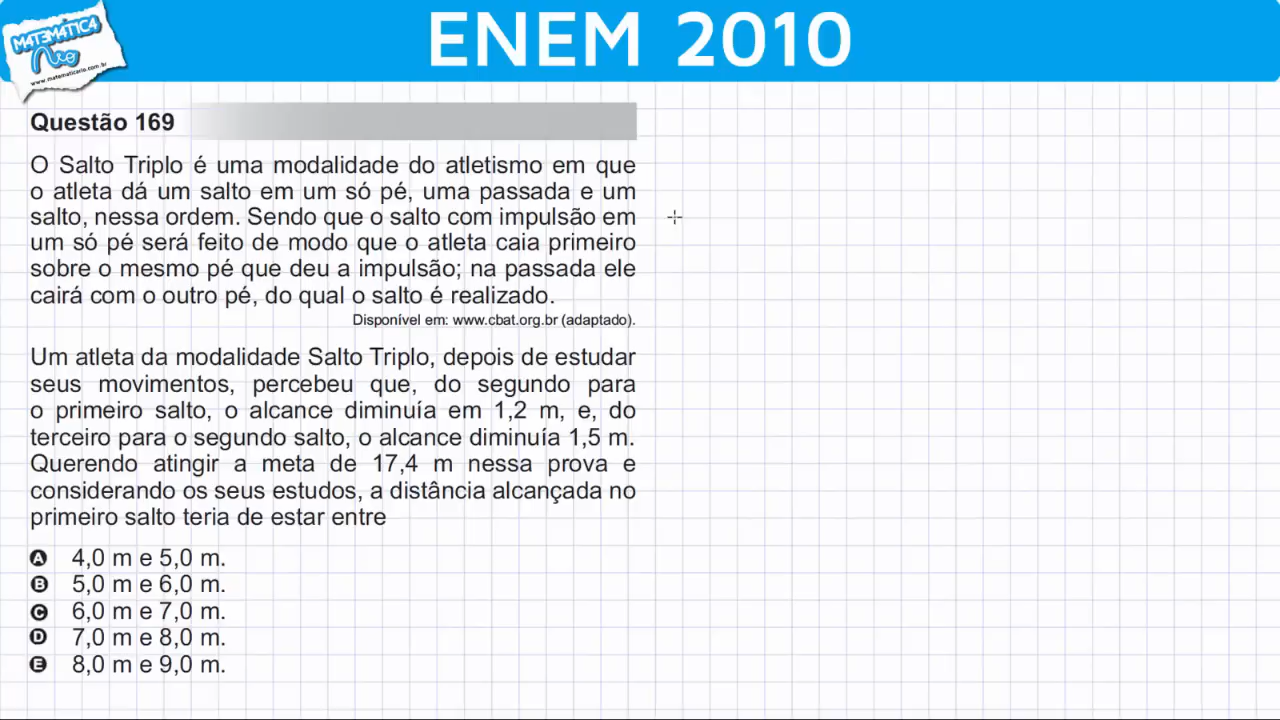 ENEM 2010
MATEMÁTICA
Rio
www.matematicario.com.br
Questão 169
O Salto Triplo é uma modalidade do atletismo em que
o atleta dá um salto em um só pé, uma passada e um
salto, nessa ordem. Sendo que o salto com impulsão em
um só pé será feito de modo que o atleta caia primeiro
sobre o mesmo pé que deu a impulsão; na passada ele
cairá com o outro pé, do qual o salto é realizado.
Disponível em: www.cbat.org.br (adaptado).
Um atleta da modalidade Salto Triplo, depois de estudar
seus movimentos, percebeu que, do segundo para
o primeiro salto, o alcance diminuía em 1,2 m, e, do
terceiro para o segundo salto, o alcance diminuía 1,5 m.
Querendo atingir a meta de 17,4 m nessa prova e
considerando os seus estudos, a distância alcançada no
primeiro salto teria de estar entre
A 4,0 m e 5,0 m.
B 5,0 m e 6,0 m.
C 6,0 m e 7,0 m.
D 7,0 m e 8,0 m.
E 8,0 m e 9,0 m.